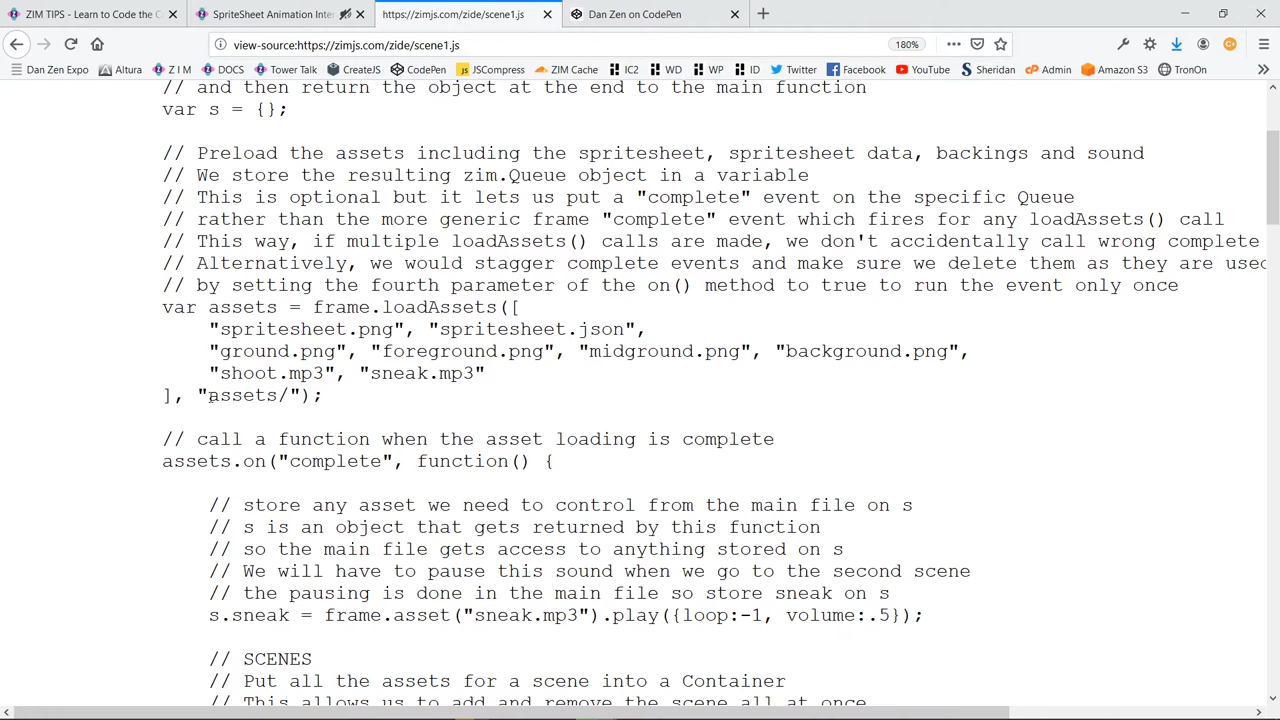 ZIM TIPS - Learn to Code the C
SpriteSheet Animation Inter
https://zimjs.com/zide/scene1.js
Dan Zen on CodePen
view-source:https://zimjs.com/zide/scene1.js
180%
Dan Zen Expo
Altura
Z I M
DOCS
Tower Talk
CreateJS
CodePen
JSCompress
ZIM Cache
IC2
WD
WP
ID
Twitter
Facebook
YouTube
Sheridan
Admin
Amazon S3
TronOn
// and then return the object at the end to the main function
var s = {};
// Preload the assets including the spritesheet, spritesheet data, backings and sound
// We store the resulting zim.Queue object in a variable
// This is optional but it lets us put a "complete" event on the specific Queue
// rather than the more generic frame "complete" event which fires for any loadAssets() call
// This way, if multiple loadAssets() calls are made, we don't accidentally call wrong complete
// Alternatively, we would stagger complete events and make sure we delete them as they are used
// by setting the fourth parameter of the on() method to true to run the event only once
var assets = frame.loadAssets([
"spritesheet.png", "spritesheet.json",
"ground.png", "foreground.png", "midground.png", "background.png",
"shoot.mp3", "sneak.mp3"
], "assets/");
// call a function when the asset loading is complete
assets.on("complete", function() {
// store any asset we need to control from the main file on s
// s is an object that gets returned by this function
// so the main file gets access to anything stored on s
// We will have to pause this sound when we go to the second scene
// the pausing is done in the main file so store sneak on s
s.sneak = frame.asset("sneak.mp3").play({loop:-1, volume:.5});
// SCENES
// Put all the assets for a scene into a Container
// This allows us to add and remove the scene all at once